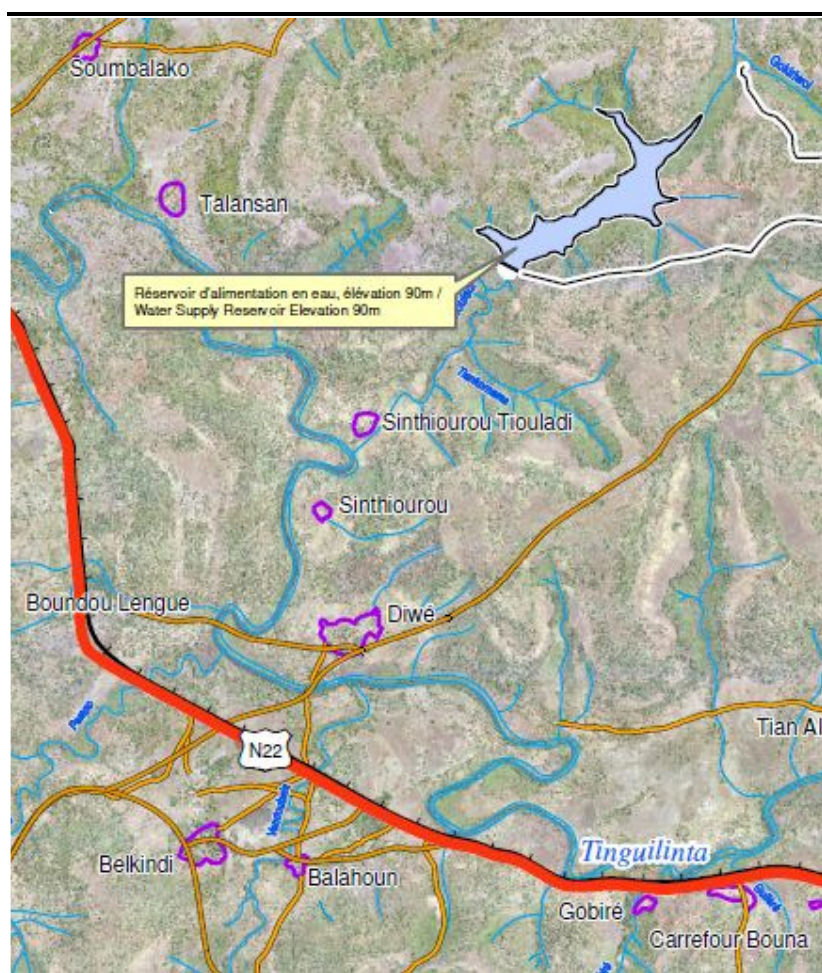 Soumbalako
Talansan
Réservoir d'alimentation en eau, élévation 90m /
Water Supply Reservoir Elevation 90m
Sinthiourou Tiouladi
Sinthiourou
Boundou Lengue
Diwé
N22
Tian Al
Tinguilinta
Belkindi
Balahoun
Gobiré
Carrefour Bouna